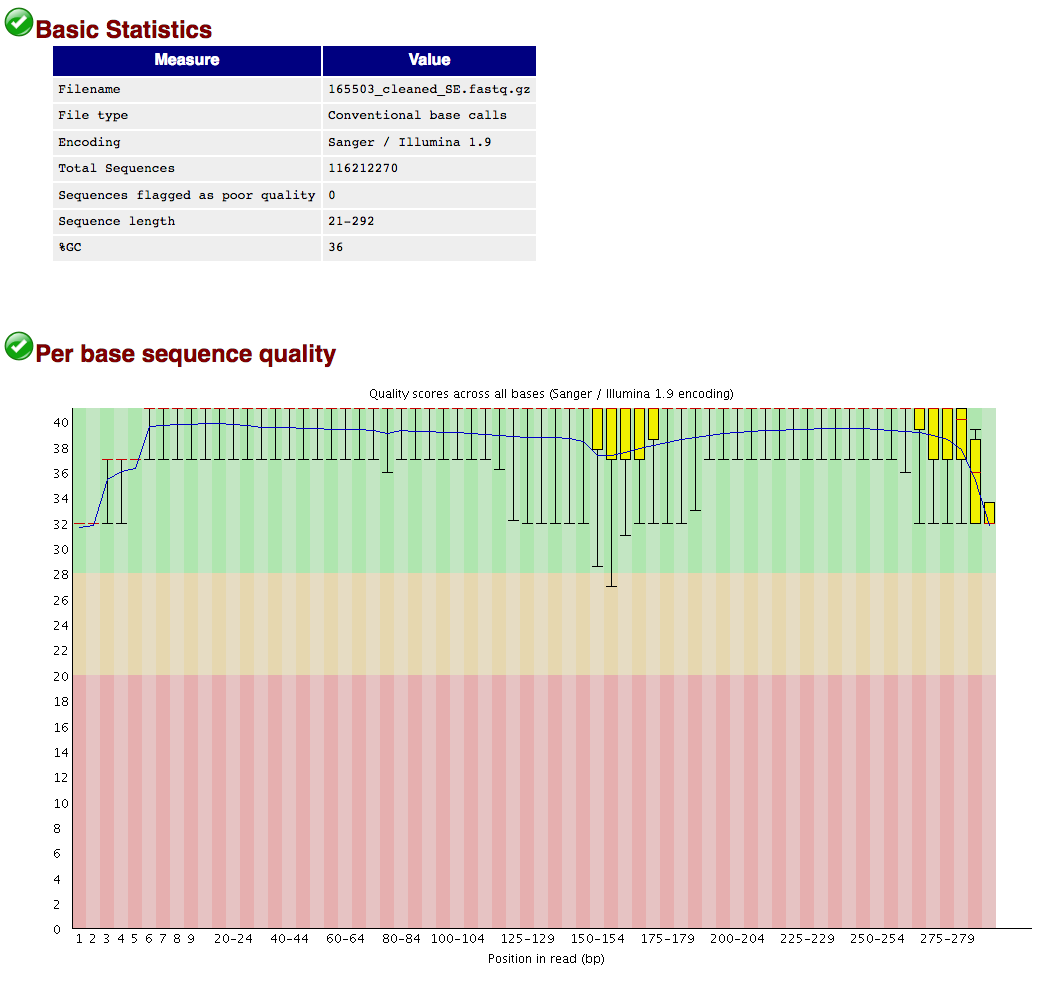 Basic Statistics
Measure Value
Filename 165503_cleaned_SE.fastq.gz
File type Conventional base calls
Encoding Sanger / Illumina 1.9
Total Sequences 116212270
Sequences flagged as poor quality 0
Sequence length 21-292
%GC 36
Per base sequence quality
Quality scores across all bases (Sanger / Illumina 1.9 encoding)
40
38
36
34
32
30
28
26
24
22
20
18
16
14
12
10
8
6
4
2
0
1 2 3 4 5 6 7 8 9 20-24 40-44 60-64 80-84 100-104 125-129 150-154 175-179 200-204 225-229 250-254 275-279
Position in read (bp)